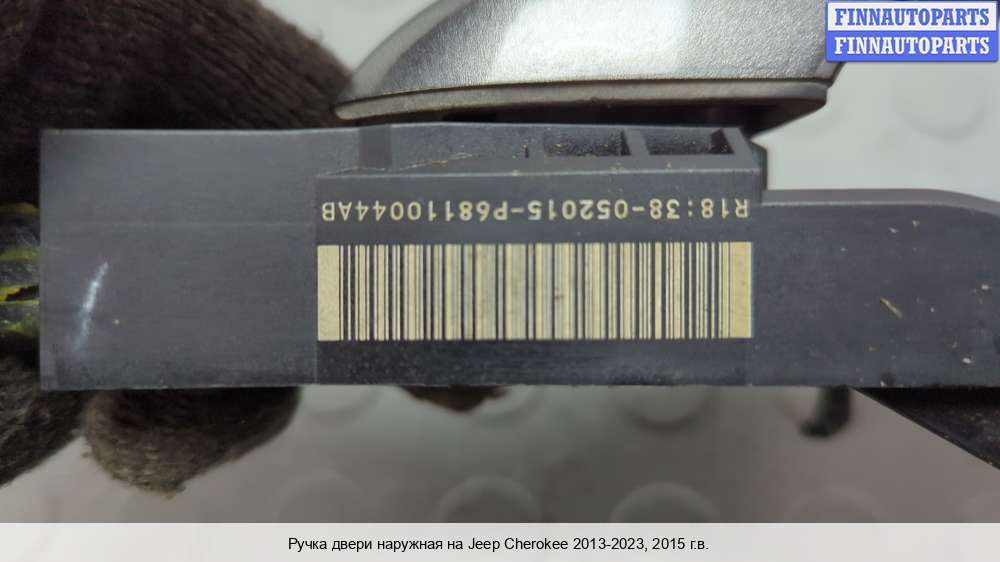 FINNAUTOPARTS
FINNAUTOPARTS
R18:38-052015-P68110044AB
Ручка двери наружная на Jeep Cherokee 2013-2023, 2015 г.в.